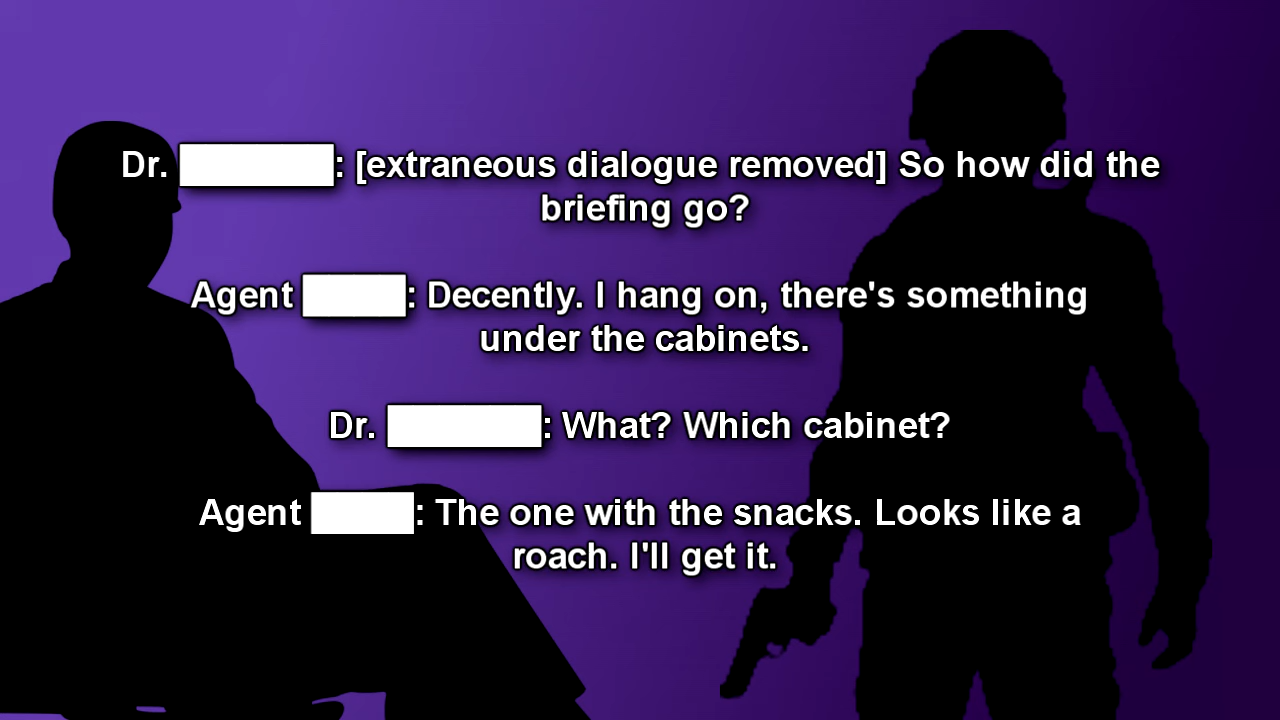 Dr. : [extraneous dialogue removed] So how did the
briefing go?
Agent : Decently. I hang on, there's something
under the cabinets.
Dr. : What? Which cabinet?
Agent : The one with the snacks. Looks like a
roach. I'll get it.